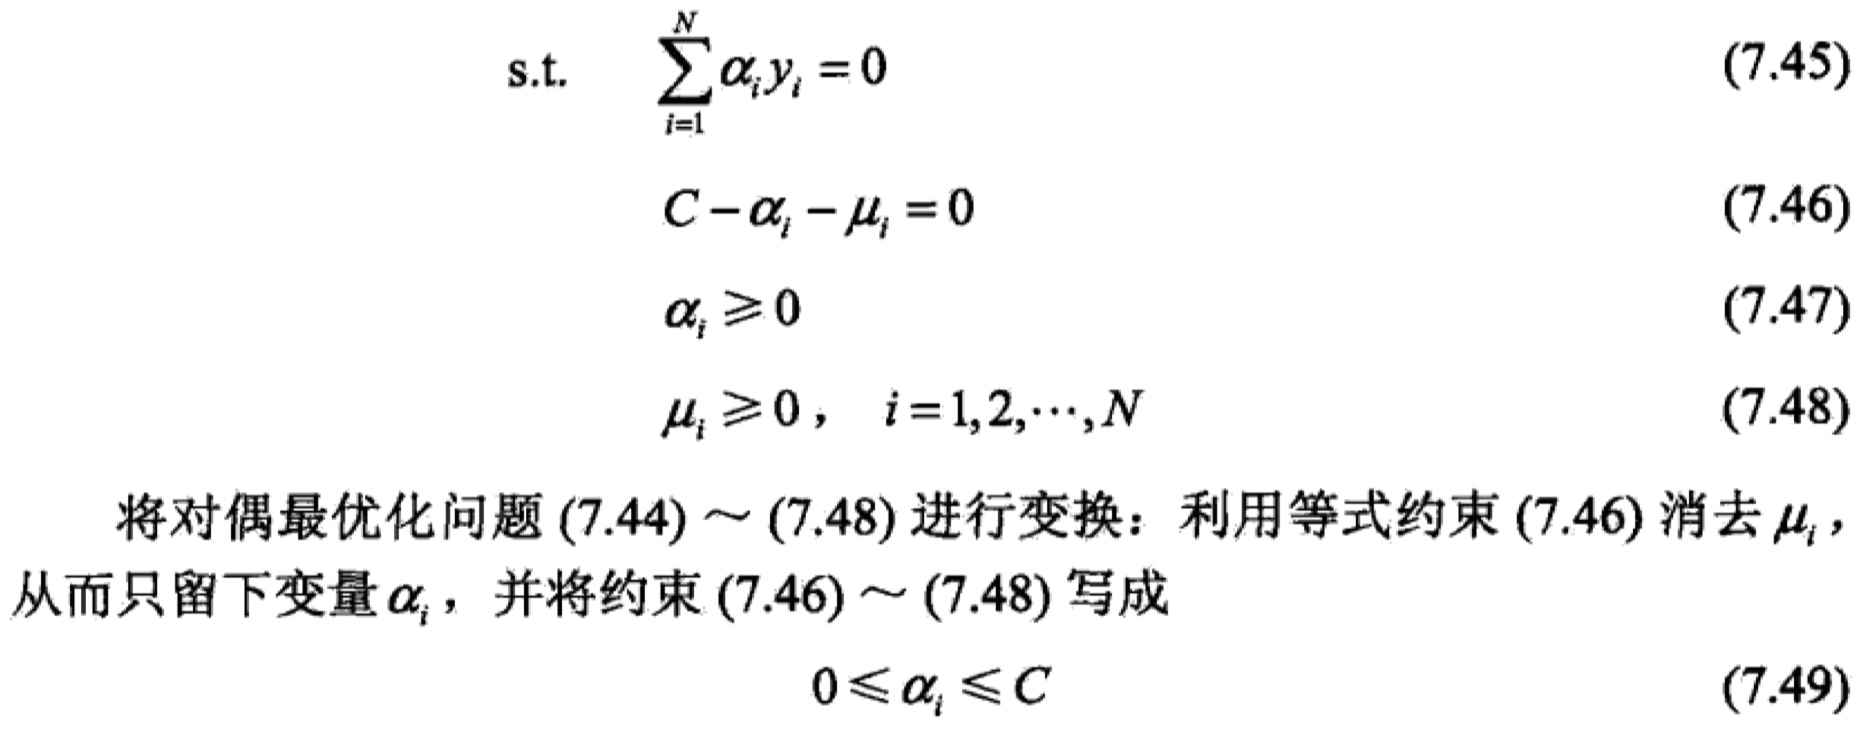 s.t. $\sum_{i=1}^{N} \alpha_i y_i = 0$ (7.45)
$C - \alpha_i - \mu_i = 0$ (7.46)
$\alpha_i \geqslant 0$ (7.47)
$\mu_i \geqslant 0$， $i = 1, 2, \cdots, N$ (7.48)
将对偶最优化问题 (7.44) ～ (7.48) 进行变换：利用等式约束 (7.46) 消去 $\mu_i$，
从而只留下变量 $\alpha_i$，并将约束 (7.46) ～ (7.48) 写成
$0 \leqslant \alpha_i \leqslant C$ (7.49)